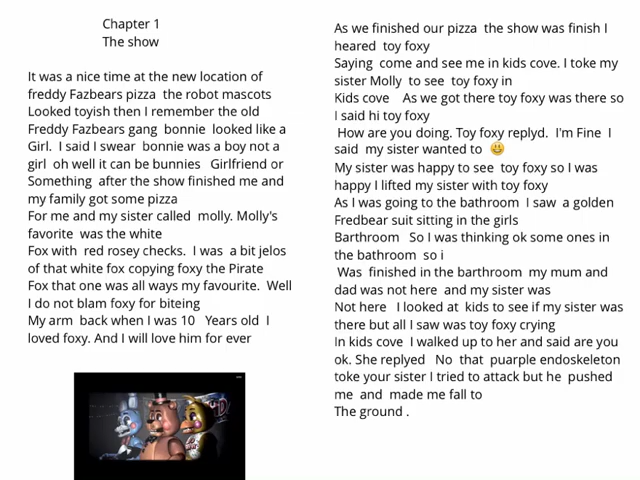 Chapter 1
The show
It was a nice time at the new location of
freddy Fazbears pizza the robot mascots
Looked toyish then I remember the old
Freddy Fazbears gang bonnie looked like a
Girl. I said I swear bonnie was a boy not a
girl oh well it can be bunnies Girlfriend or
Something after the show finished me and
my family got some pizza
For me and my sister called molly. Molly's
favorite was the white
Fox with red rosey checks. I was a bit jelos
of that white fox copying foxy the Pirate
Fox that one was all ways my favourite. Well
I do not blam foxy for biteing
My arm back when I was 10 Years old I
loved foxy. And I will love him for ever
As we finished our pizza the show was finish I
heared toy foxy
Saying come and see me in kids cove. I toke my
sister Molly to see toy foxy in
Kids cove As we got there toy foxy was there so
I said hi toy foxy
How are you doing. Toy foxy replyd. I'm Fine I
said my sister wanted to 😀
My sister was happy to see toy foxy so I was
happy I lifted my sister with toy foxy
As I was going to the bathroom I saw a golden
Fredbear suit sitting in the girls
Barthroom So I was thinking ok some ones in
the bathroom so i
Was finished in the barthroom my mum and
dad was not here and my sister was
Not here I looked at kids to see if my sister was
there but all I saw was toy foxy crying
In kids cove I walked up to her and said are you
ok. She replyed No that puarple endoskeleton
toke your sister I tried to attack but he pushed
me and made me fall to
The ground .